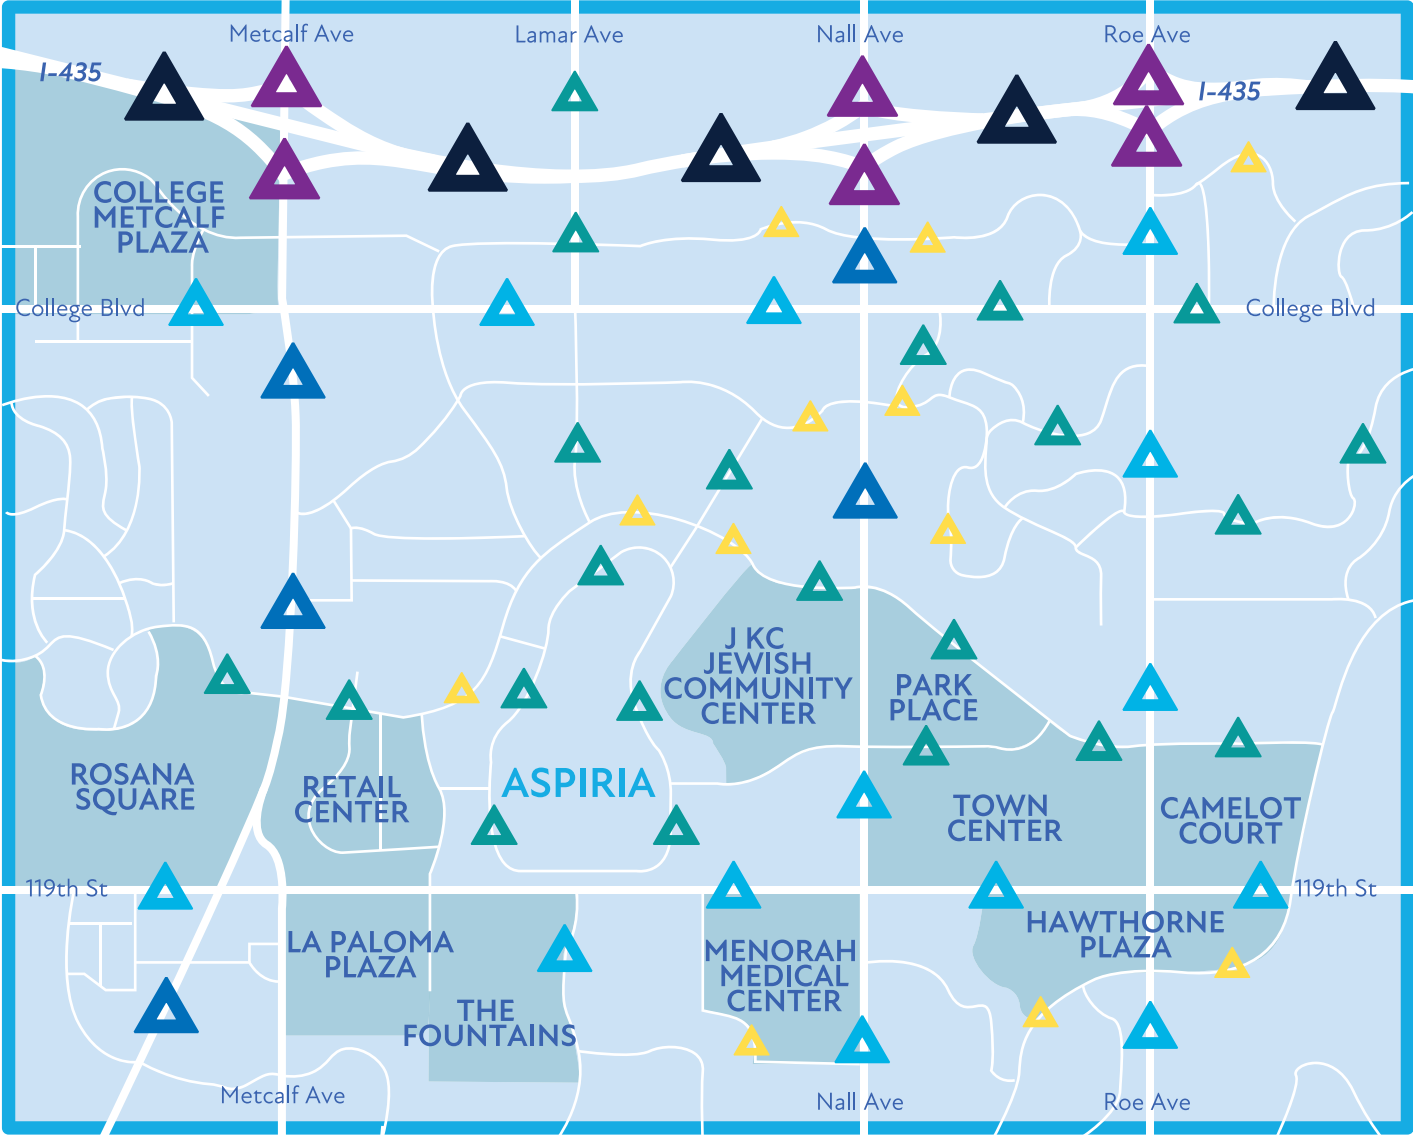 Metcalf Ave
Lamar Ave
Nall Ave
Roe Ave
I-435
I-435
COLLEGE
METCALF
PLAZA
College Blvd
College Blvd
J KC
JEWISH
COMMUNITY
CENTER
PARK
PLACE
ROSANA
SQUARE
RETAIL
CENTER
ASPIRIA
TOWN
CENTER
CAMELOT
COURT
119th St
119th St
LA PALOMA
PLAZA
THE
FOUNTAINS
MENORAH
MEDICAL
CENTER
HAWTHORNE
PLAZA
Metcalf Ave
Nall Ave
Roe Ave